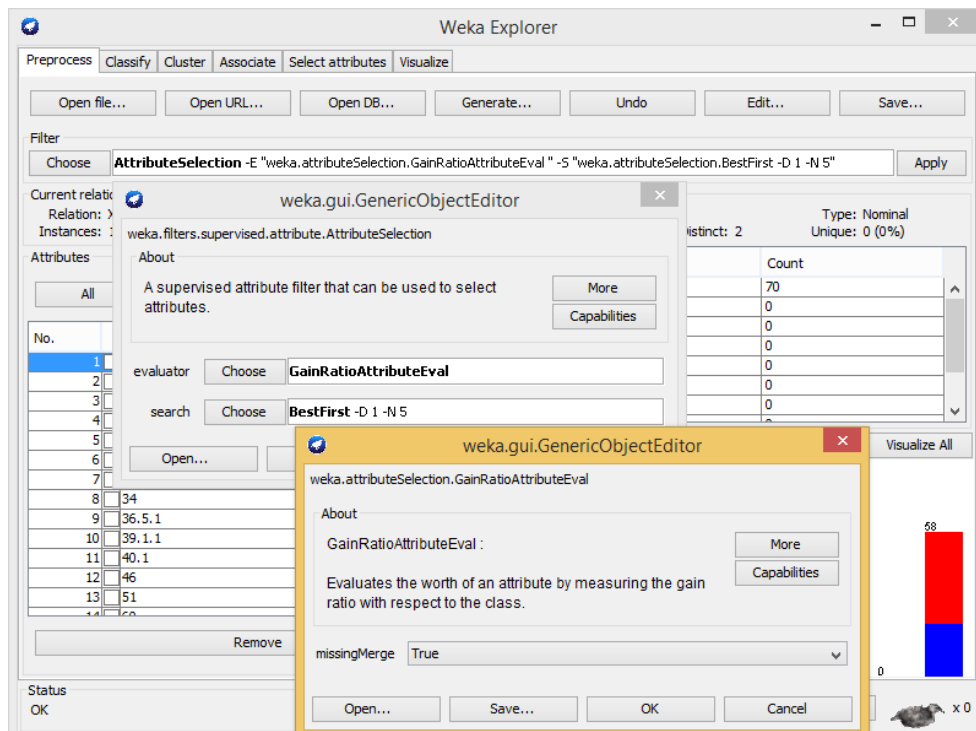 Weka Explorer
Preprocess Classify Cluster Associate Select attributes Visualize
Open file... Open URL... Open DB... Generate... Undo Edit... Save...
Filter
Choose AttributeSelection -E "weka.attributeSelection.GainRatioAttributeEval " -S "weka.attributeSelection.BestFirst -D 1 -N 5" Apply
Current
Relation:
Instances:
Type: Nominal
Distinct: 2 Unique: 0 (0%)
Attributes
All
No.
1
2
3
4
5
6
7
8 34
9 36.5.1
10 39.1.1
11 40.1
12 46
13 51
Remove
Count
70
0
0
0
0
0
0
Visualize All
58
0
weka.gui.GenericObjectEditor
weka.filters.supervised.attribute.AttributeSelection
About
A supervised attribute filter that can be used to select
attributes.
More
Capabilities
evaluator Choose GainRatioAttributeEval
search Choose BestFirst -D 1 -N 5
Open...
weka.gui.GenericObjectEditor
weka.attributeSelection.GainRatioAttributeEval
About
GainRatioAttributeEval :
Evaluates the worth of an attribute by measuring the gain
ratio with respect to the class.
More
Capabilities
missingMerge True
Open... Save... OK Cancel
Status
OK
x 0